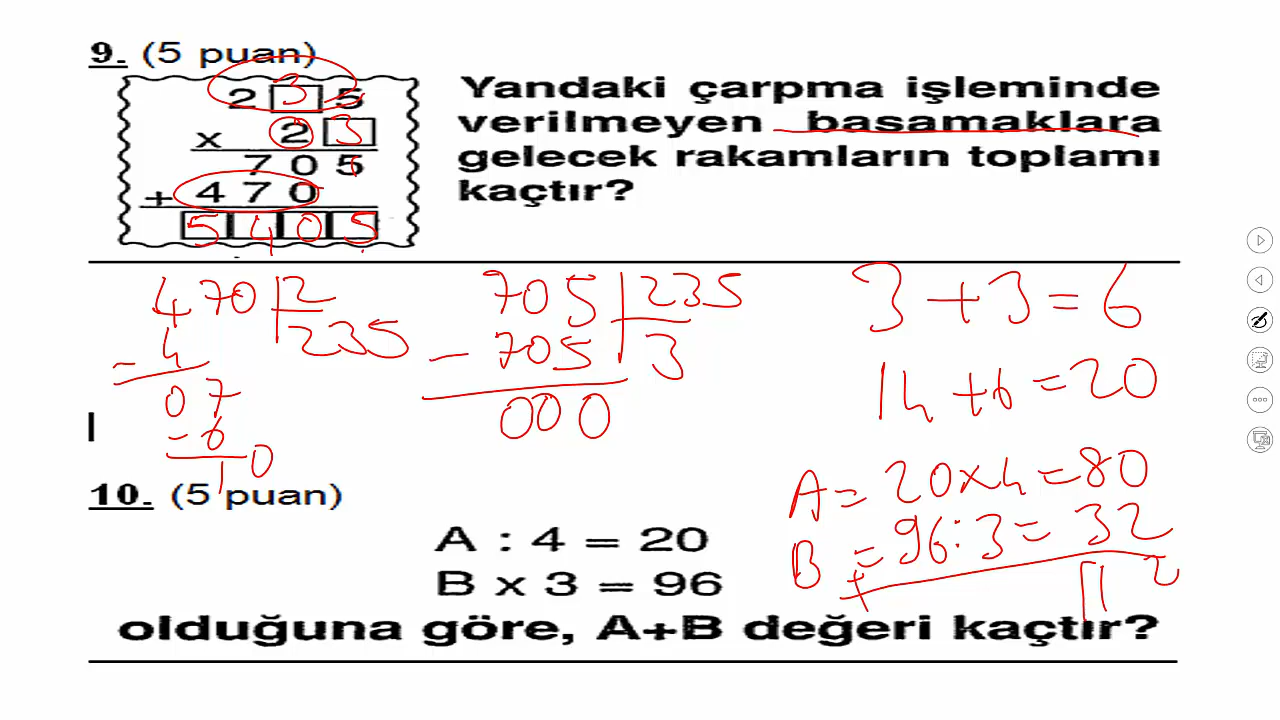 9. (5 puan)
2 3 5
x 2 3
7 0 5
+ 4 7 0
5 4 0 5
Yandaki çarpma işleminde
verilmeyen basamaklara
gelecek rakamların toplamı
kaçtır?
470 2
235
- 4
07
- 6
10
705 235
- 705 3
000
3 + 3 = 6
14 + 6 = 20
10. (5 puan)
A : 4 = 20
B x 3 = 96
A = 20 x 4 = 80
B = 96 : 3 = 32
+
112
olduğuna göre, A+B değeri kaçtır?